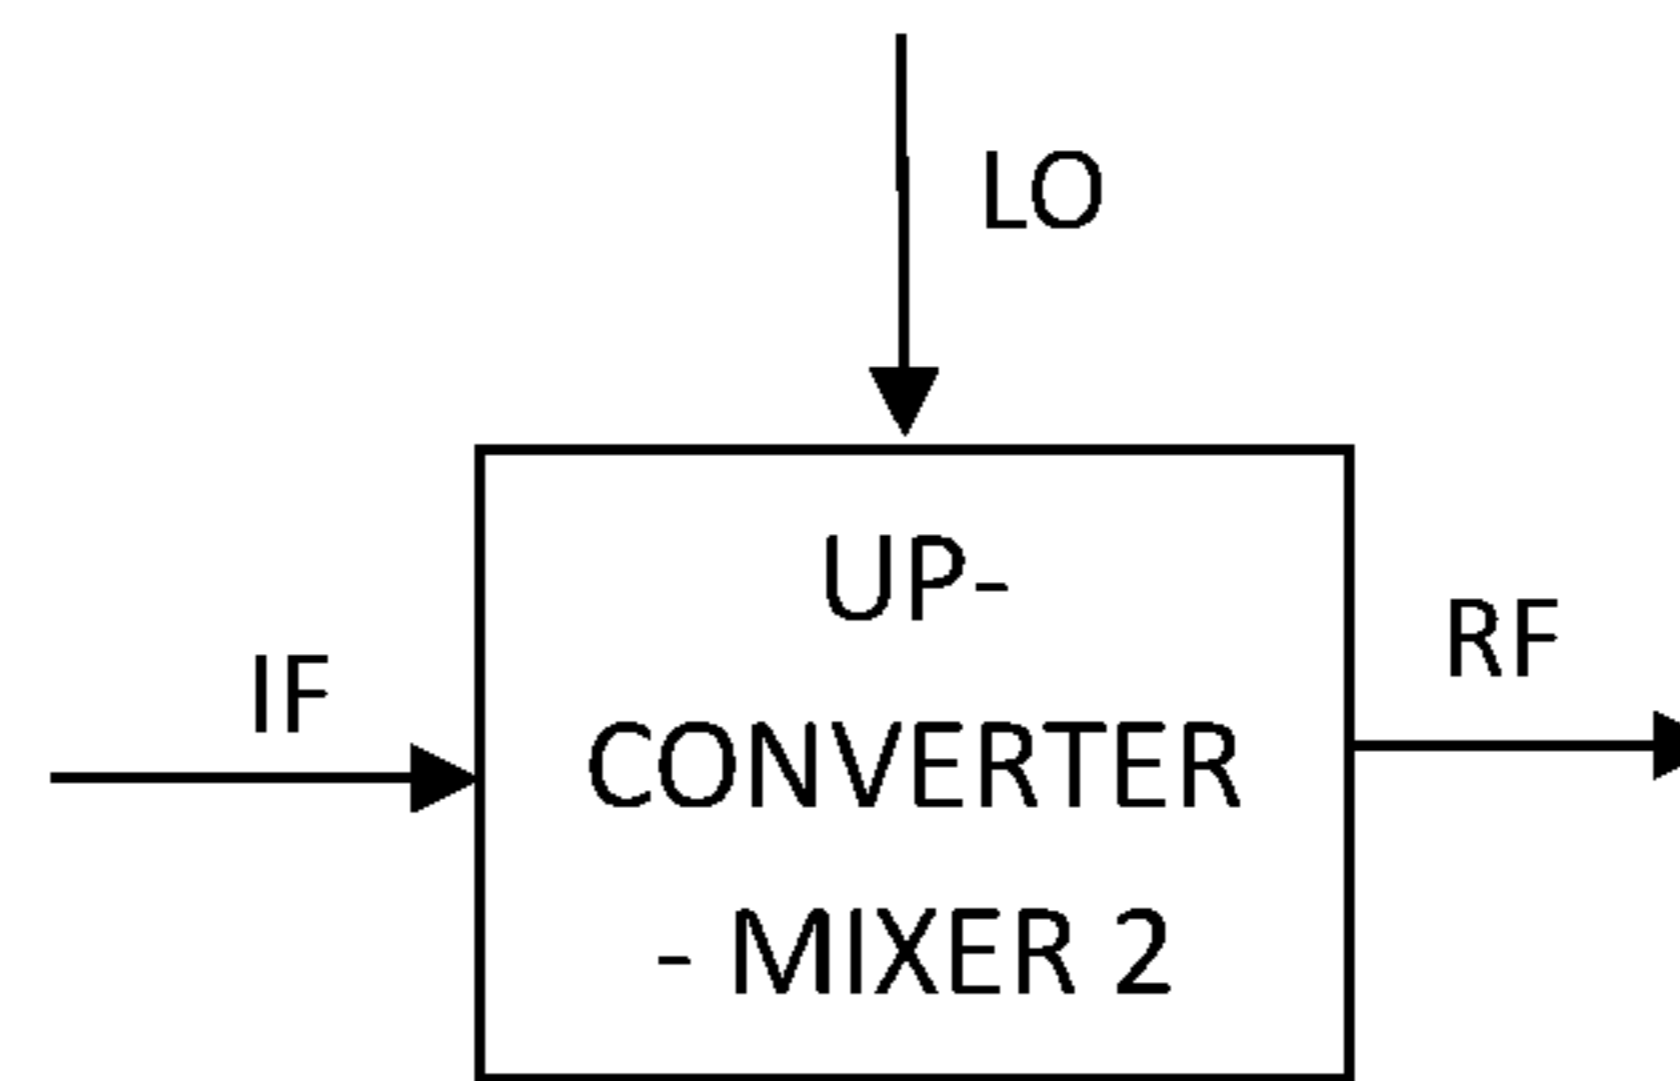 LO
UP-
IF
RF
CONVERTER
- MIXER 2